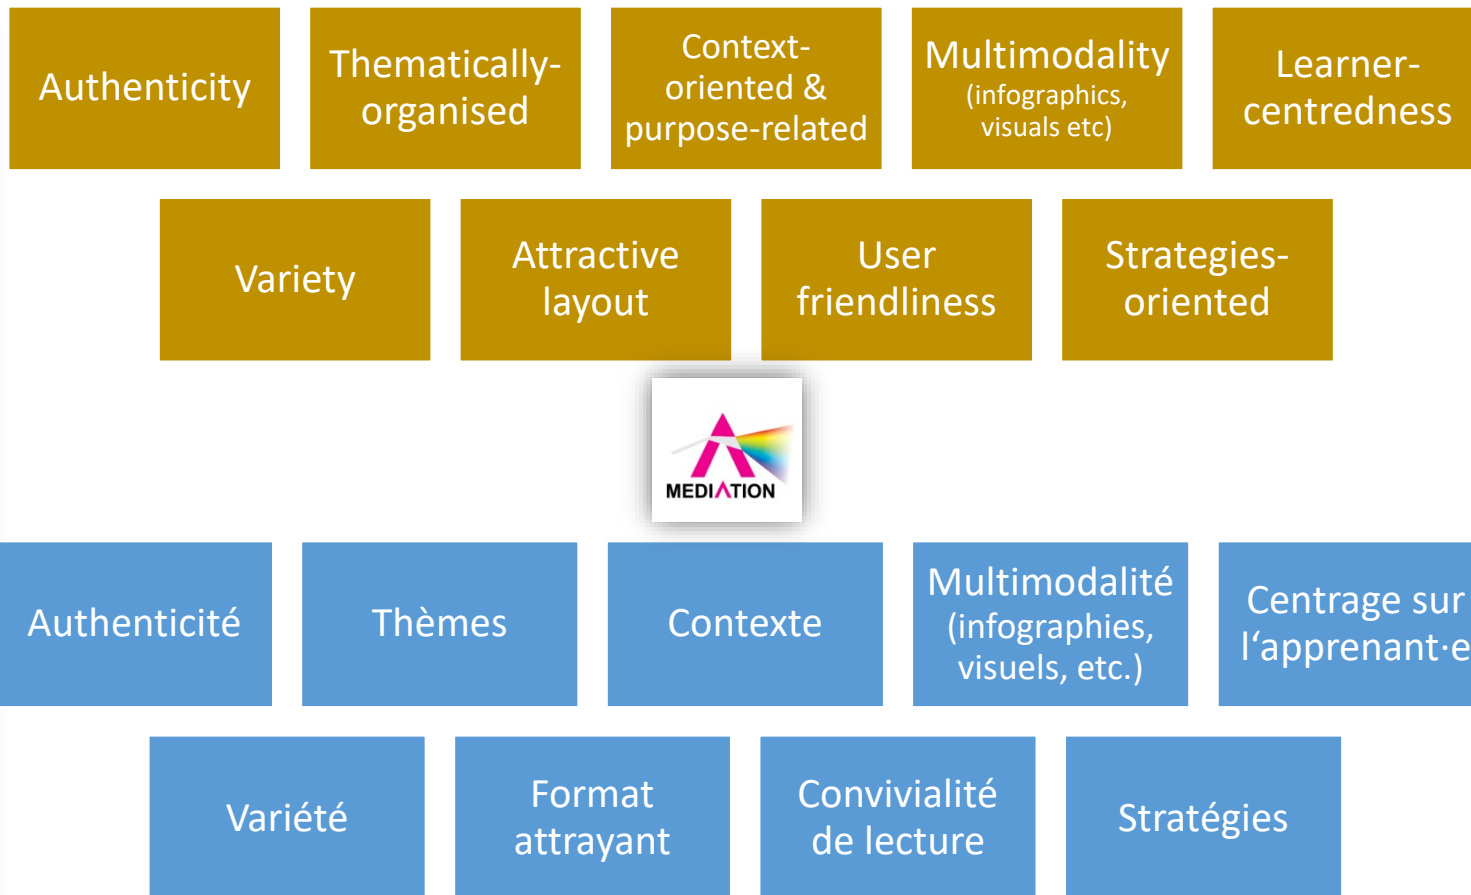 Authenticity
Thematically-
organised
Context-
oriented &
purpose-related
Multimodality
(infographics,
visuals etc)
Learner-
centredness
Variety
Attractive
layout
User
friendliness
Strategies-
oriented
MEDIATION
Authenticité
Thèmes
Contexte
Multimodalité
(infographies,
visuels, etc.)
Centrage sur
l‘apprenant·e
Variété
Format
attrayant
Convivialité
de lecture
Stratégies